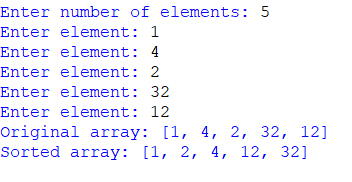 Enter number of elements: 5
Enter element: 1
Enter element: 4
Enter element: 2
Enter element: 32
Enter element: 12
Original array: [1, 4, 2, 32, 12]
Sorted array: [1, 2, 4, 12, 32]